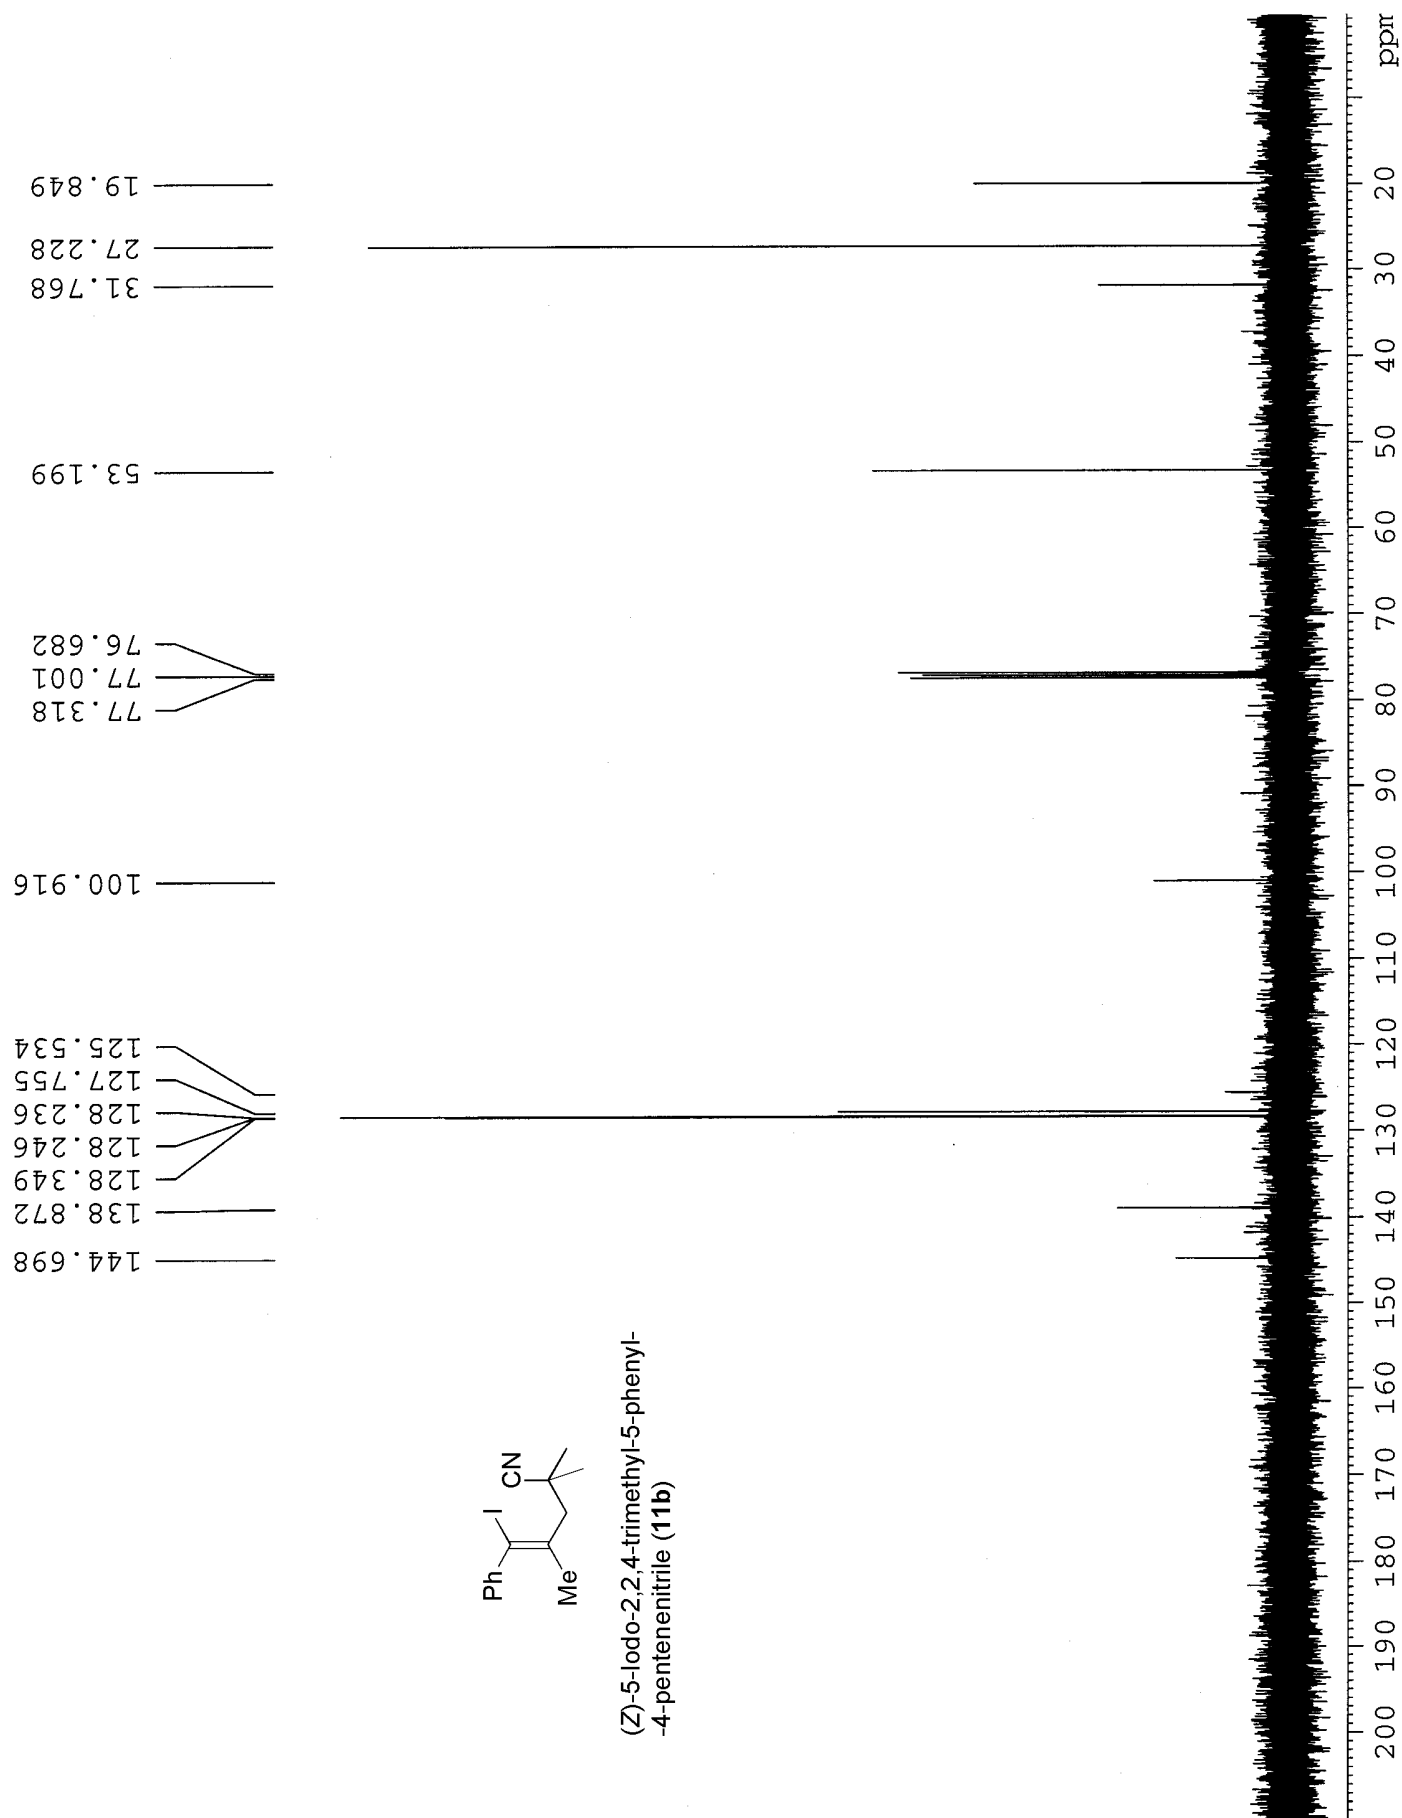 144.698
138.872
128.349
128.246
128.236
127.755
125.534
100.916
77.318
77.001
76.682
53.199
31.768
27.228
19.849
Ph
I
CN
Me
(Z)-5-Iodo-2,2,4-trimethyl-5-phenyl-
-4-pentenenitrile (11b)
200 190 180 170 160 150 140 130 120 110 100 90 80 70 60 50 40 30 20 ppm